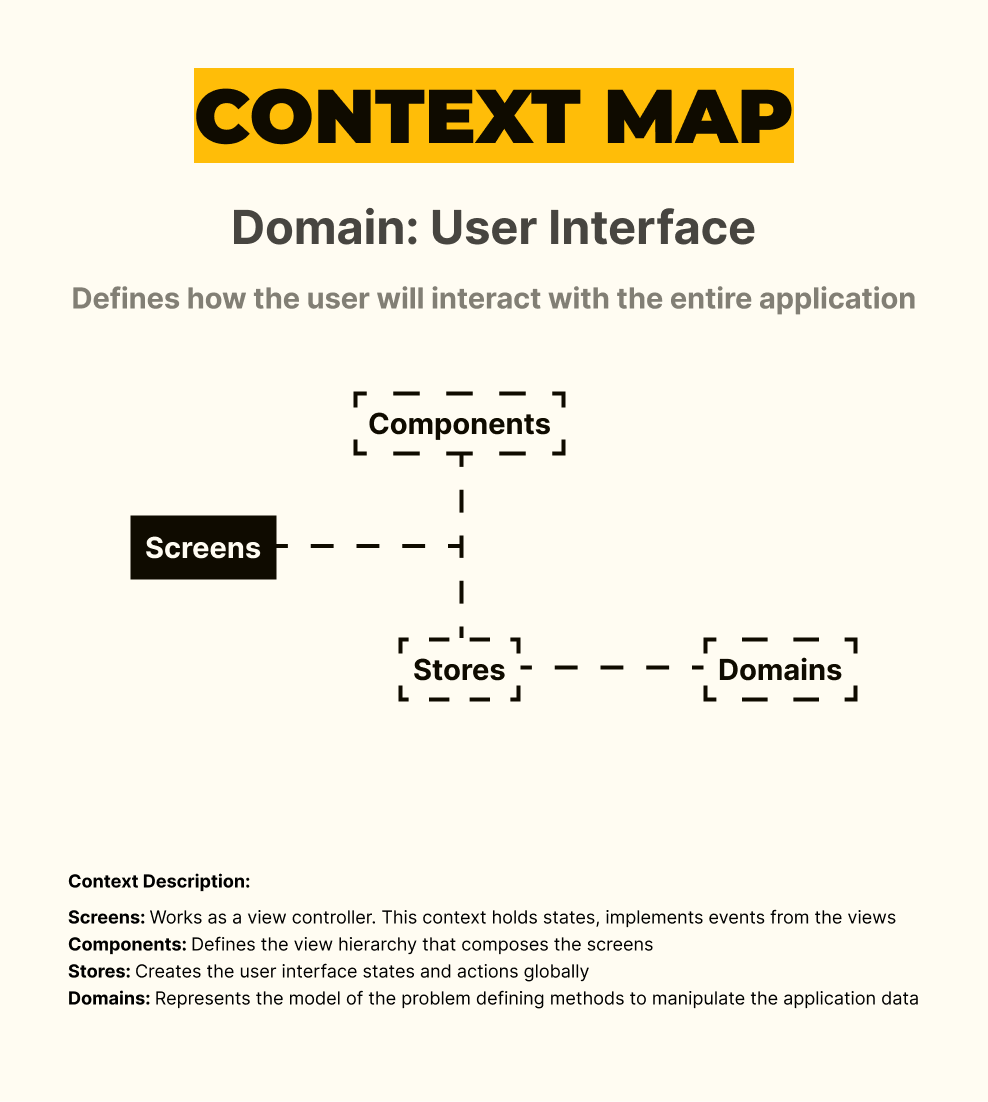 CONTEXT MAP
Domain: User Interface
Defines how the user will interact with the entire application
Components
Screens
Stores
Domains
Context Description:
Screens: Works as a view controller. This context holds states, implements events from the views
Components: Defines the view hierarchy that composes the screens
Stores: Creates the user interface states and actions globally
Domains: Represents the model of the problem defining methods to manipulate the application data